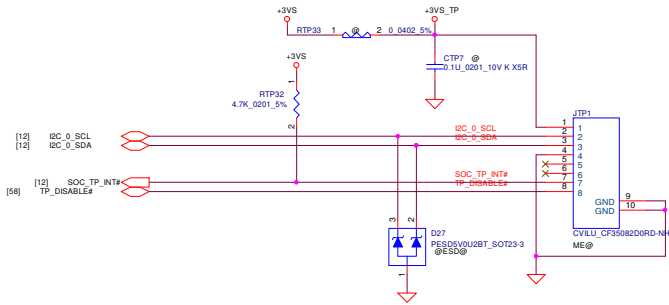 +3VS
+3VS_TP
RTP33 1 @ 2 0_0402_5%
+3VS
CTP7 @
0.1U_0201_10V K X5R
1
RTP32
4.7K_0201_5%
2
JTP1
[12] I2C_0_SCL
[12] I2C_0_SDA
I2C_0_SCL
I2C_0_SDA
[12] SOC_TP_INT#
[58] TP_DISABLE#
SOC_TP_INT#
TP_DISABLE#
1 1
2 2
3 3
4 4
5 5
6 6
7 7
8 8
GND 9
GND 10
3 2
D27
PESD5V0U2BT_SOT23-3
@ESD@
1
CVILU_CF35082D0RD-NH
ME@